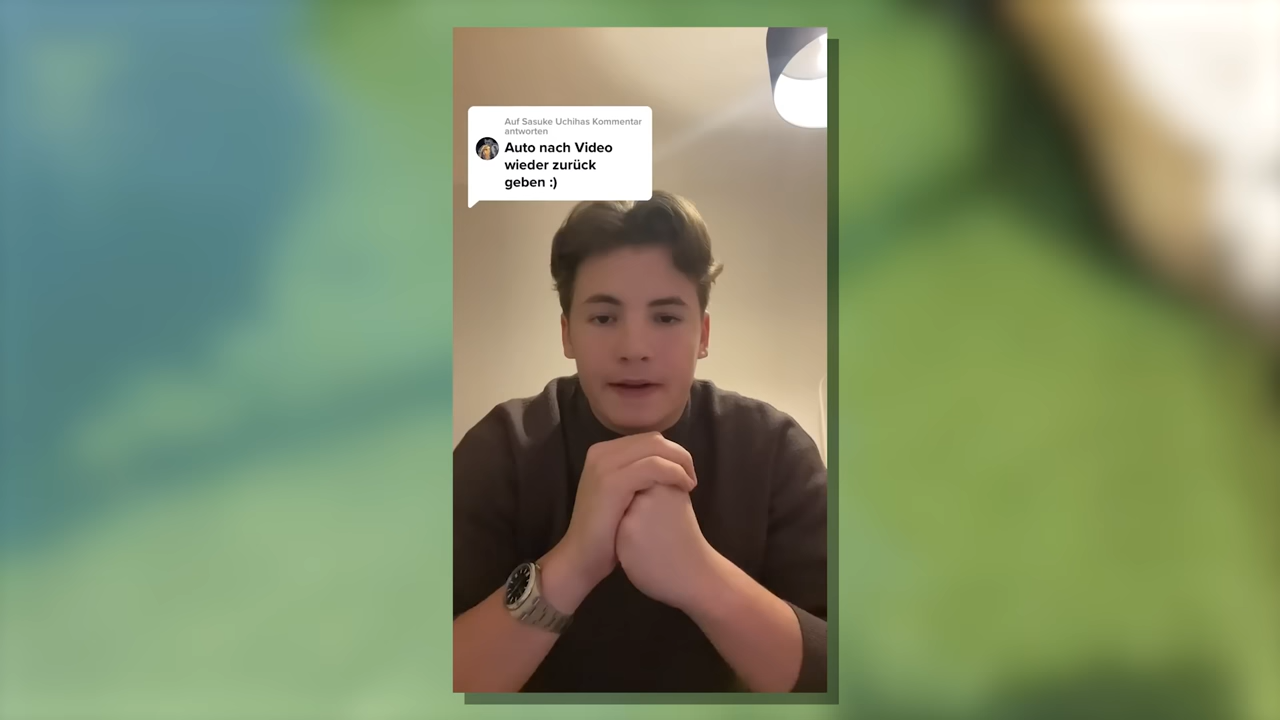 Auf Sasuke Uchihas Kommentar
antworten
Auto nach Video
wieder zurück
geben :)